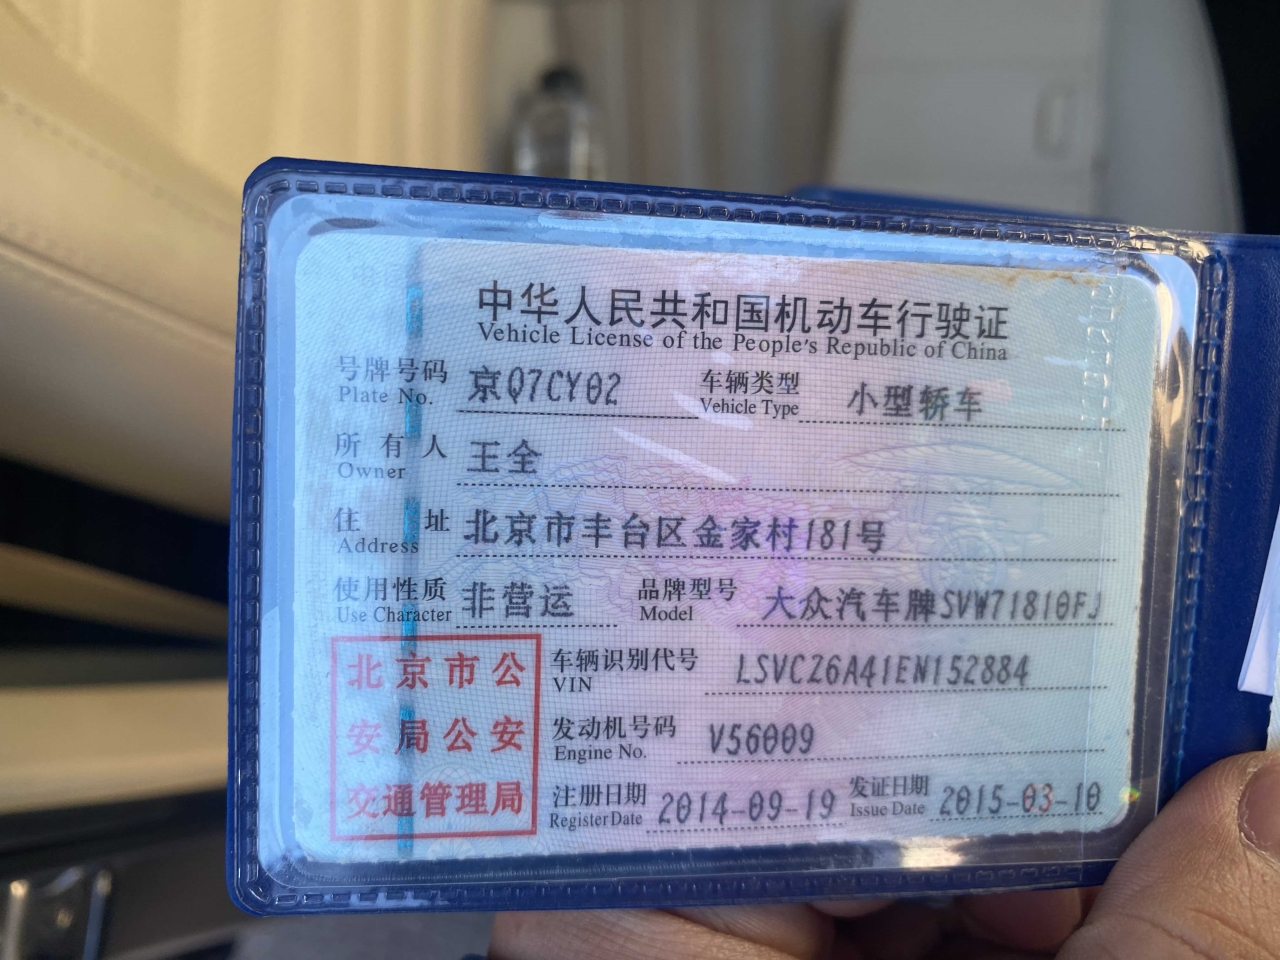 中华人民共和国机动车行驶证
Vehicle License of the People's Republic of China
号牌号码 京Q7CY02 车辆类型 小型轿车
Plate No. Vehicle Type
所有人 王全
Owner
住址 北京市丰台区金家村181号
Address
使用性质 非营运 品牌型号 大众汽车牌SVW71810FJ
Use Character Model
北京市公
安局公安
交通管理局
车辆识别代号 LSVC26A41EN152884
VIN
发动机号码 V56009
Engine No.
注册日期 2014-09-19 发证日期 2015-03-10
Register Date Issue Date